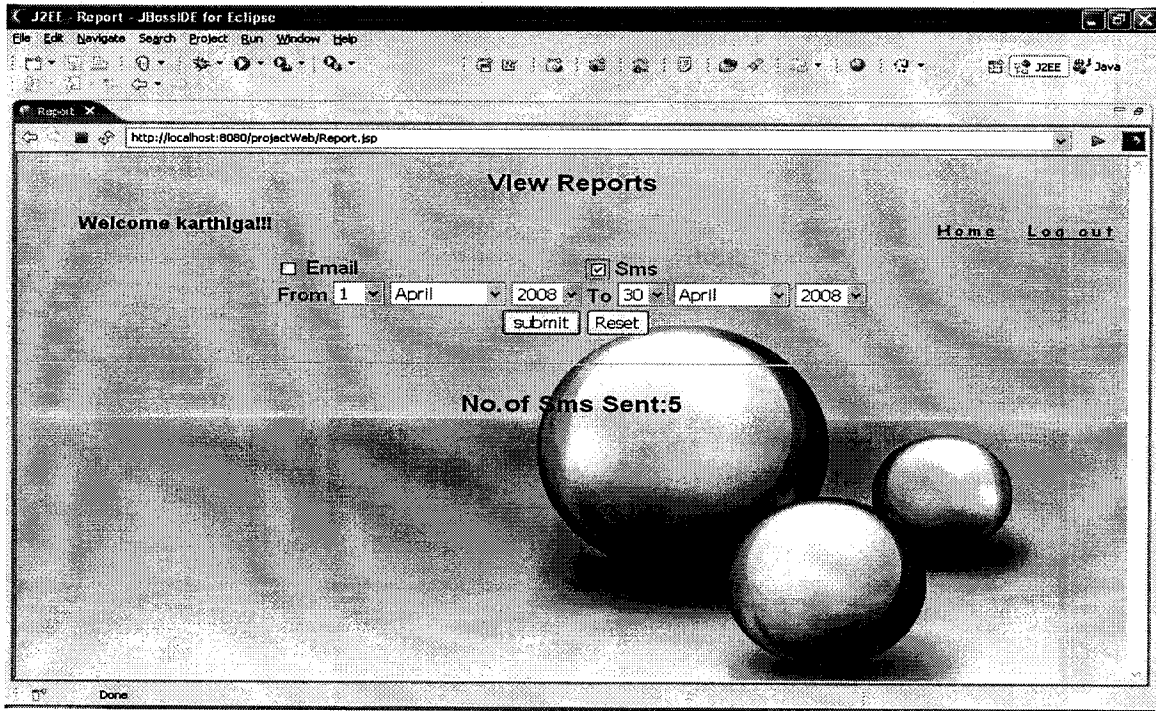 J2EE - Report - JBossIDE for Eclipse
File Edit Navigate Search Project Run Window Help
J2EE Java
Report
http://localhost:8080/projectWeb/Report.jsp
View Reports
Welcome karthiga!!!
Home Log out
Email Sms
From 1 April 2008 To 30 April 2008
submit Reset
No.of Sms Sent:5
Done